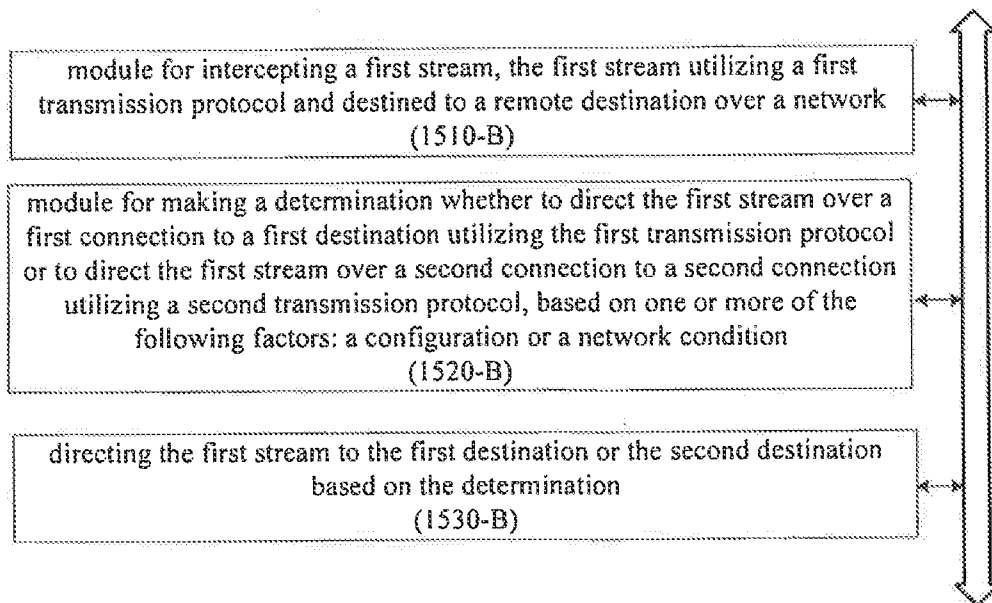 module for intercepting a first stream, the first stream utilizing a first
transmission protocol and destined to a remote destination over a network
(1510-B)
module for making a determination whether to direct the first stream over a
first connection to a first destination utilizing the first transmission protocol
or to direct the first stream over a second connection to a second connection
utilizing a second transmission protocol, based on one or more of the
following factors: a configuration or a network condition
(1520-B)
directing the first stream to the first destination or the second destination
based on the determination
(1530-B)